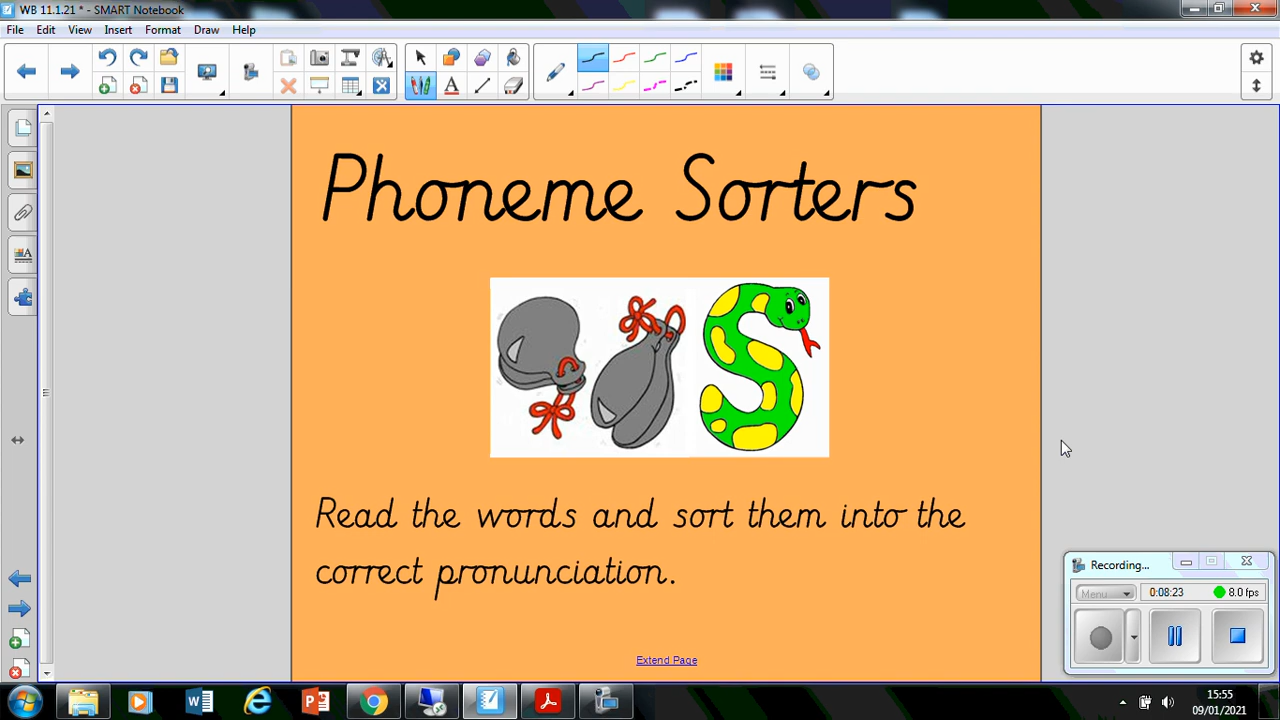 WB 11.1.21 * - SMART Notebook
File Edit View Insert Format Draw Help
Phoneme Sorters
Read the words and sort them into the
correct pronunciation.
Extend Page
Recording...
Menu 0:08:23 8.0 fps
15:55
09/01/2021